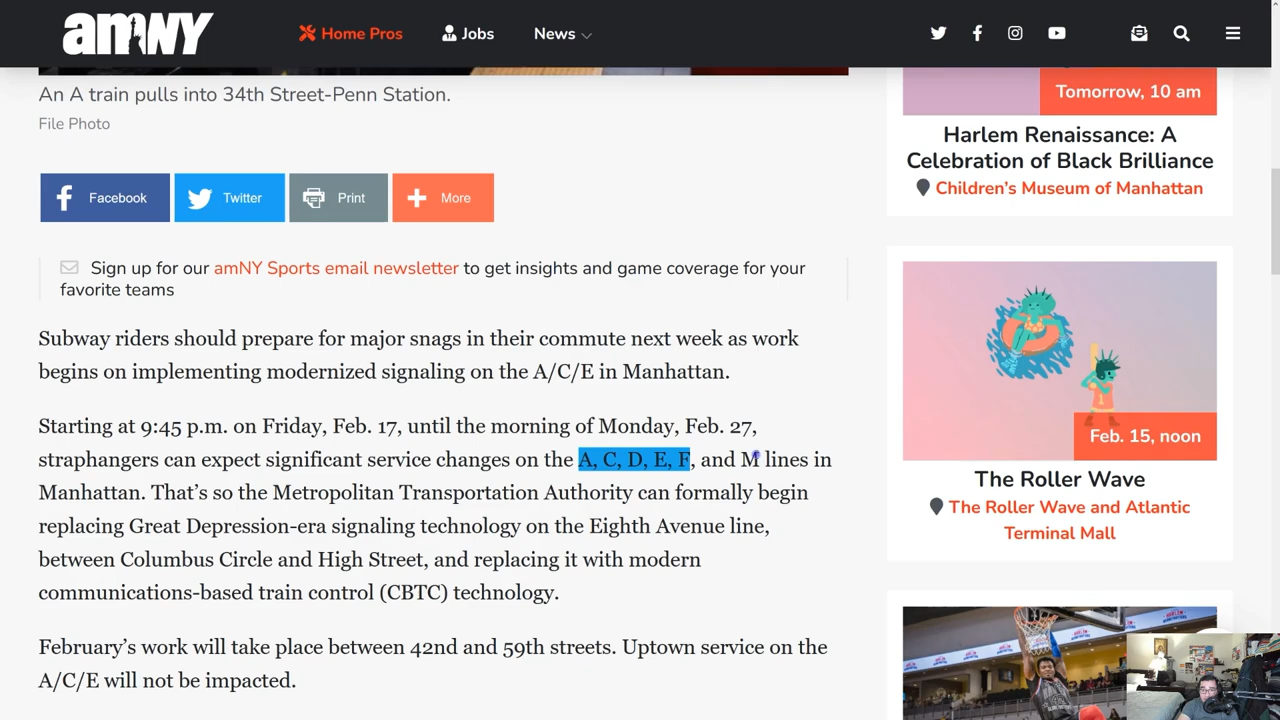 amNY
Home Pros
Jobs
News
An A train pulls into 34th Street-Penn Station.
File Photo
Facebook
Twitter
Print
More
Sign up for our amNY Sports email newsletter to get insights and game coverage for your
favorite teams
Subway riders should prepare for major snags in their commute next week as work
begins on implementing modernized signaling on the A/C/E in Manhattan.
Starting at 9:45 p.m. on Friday, Feb. 17, until the morning of Monday, Feb. 27,
straphangers can expect significant service changes on the A, C, D, E, F, and M lines in
Manhattan. That’s so the Metropolitan Transportation Authority can formally begin
replacing Great Depression-era signaling technology on the Eighth Avenue line,
between Columbus Circle and High Street, and replacing it with modern
communications-based train control (CBTC) technology.
February’s work will take place between 42nd and 59th streets. Uptown service on the
A/C/E will not be impacted.
Tomorrow, 10 am
Harlem Renaissance: A
Celebration of Black Brilliance
Children’s Museum of Manhattan
Feb. 15, noon
The Roller Wave
The Roller Wave and Atlantic
Terminal Mall